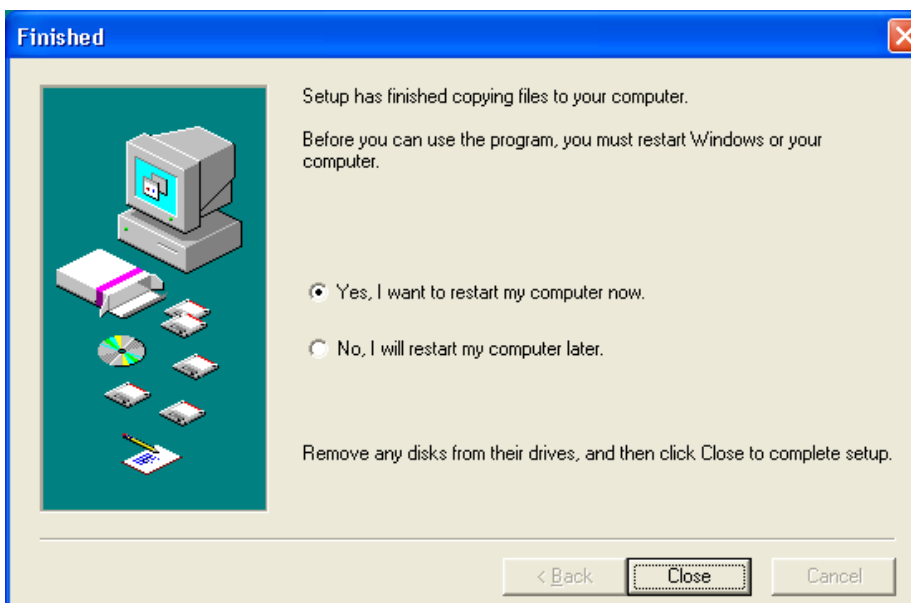 Finished
Setup has finished copying files to your computer.
Before you can use the program, you must restart Windows or your
computer.
Yes, I want to restart my computer now.
No, I will restart my computer later.
Remove any disks from their drives, and then click Close to complete setup.
< Back
Close
Cancel